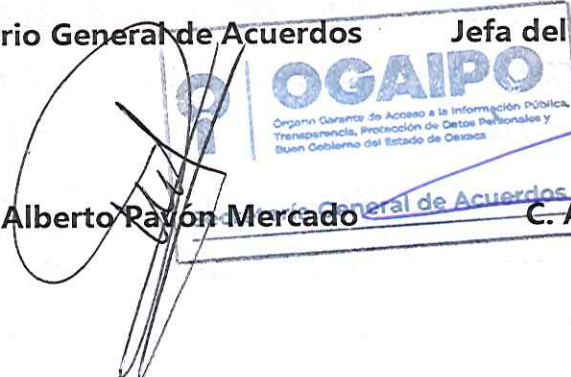 rio General de Acuerdos Jefa del
OGAIPO
Órgano Garante de Acceso a la Información Pública,
Transparencia, Protección de Datos Personales y
Buen Gobierno del Estado de Oaxaca
General de Acuerdos
Alberto Pavón Mercado C. A